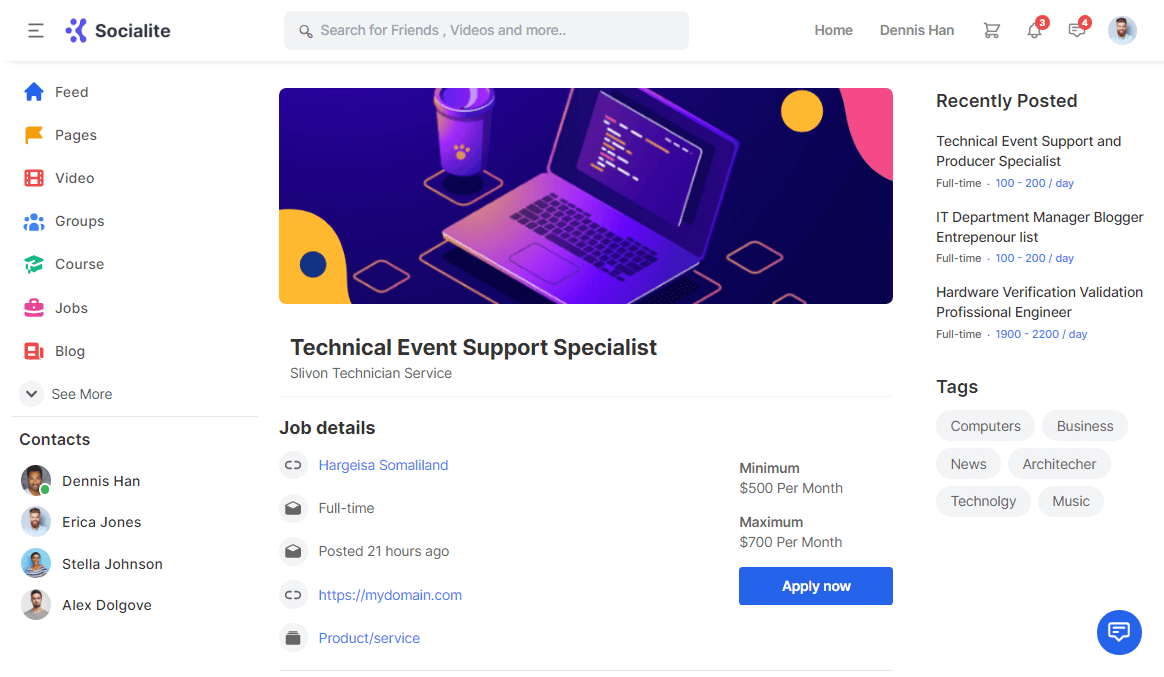 Socialite
Search for Friends , Videos and more..
Home
Dennis Han
3
4
Feed
Pages
Video
Groups
Course
Jobs
Blog
See More
Contacts
Dennis Han
Erica Jones
Stella Johnson
Alex Dolgove
Technical Event Support Specialist
Slivon Technician Service
Job details
Hargeisa Somaliland
Full-time
Posted 21 hours ago
https://mydomain.com
Product/service
Minimum
$500 Per Month
Maximum
$700 Per Month
Apply now
Recently Posted
Technical Event Support and
Producer Specialist
Full-time · 100 - 200 / day
IT Department Manager Blogger
Entrepenour list
Full-time · 100 - 200 / day
Hardware Verification Validation
Profissional Engineer
Full-time · 1900 - 2200 / day
Tags
Computers
Business
News
Architecher
Technolgy
Music